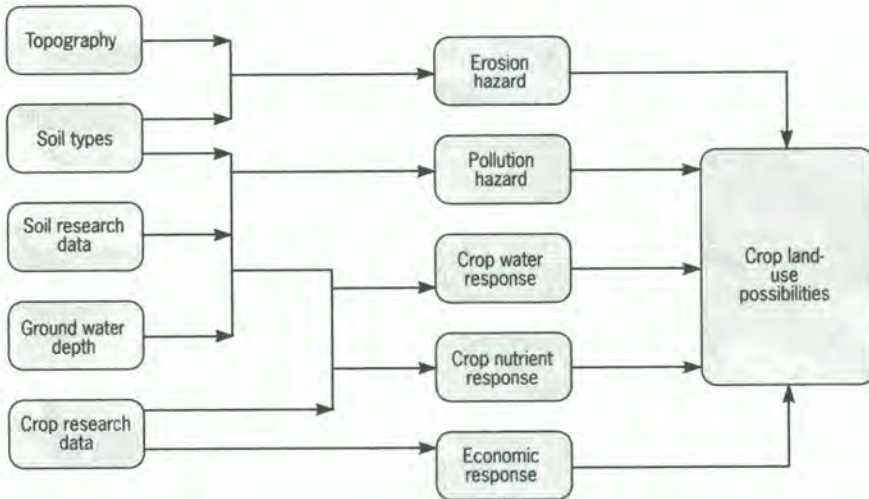 Topography
Soil types
Soil research
data
Ground water
depth
Crop research
data
Erosion
hazard
Pollution
hazard
Crop water
response
Crop nutrient
response
Economic
response
Crop land-
use
possibilities